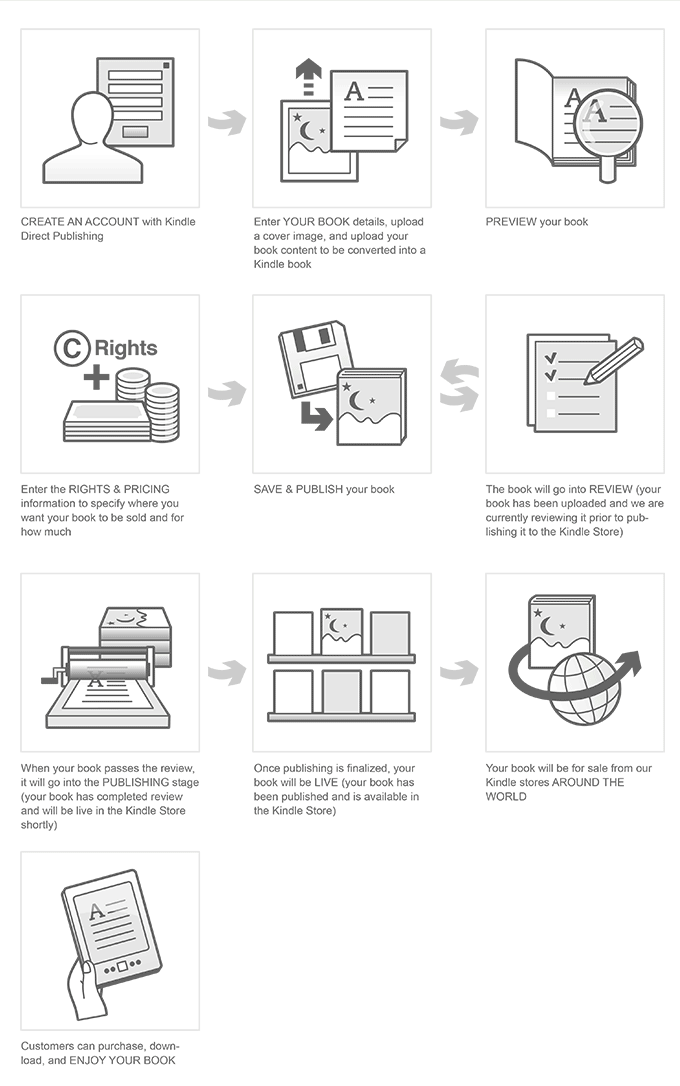 CREATE AN ACCOUNT with Kindle
Direct Publishing
A
Enter YOUR BOOK details, upload
a cover image, and upload your
book content to be converted into a
Kindle book
A
A
PREVIEW your book
© Rights
+
Enter the RIGHTS & PRICING
information to specify where you
want your book to be sold and for
how much
SAVE & PUBLISH your book
The book will go into REVIEW (your
book has been uploaded and we are
currently reviewing it prior to pub-
lishing it to the Kindle Store)
A
When your book passes the review,
it will go into the PUBLISHING stage
(your book has completed review
and will be live in the Kindle Store
shortly)
Once publishing is finalized, your
book will be LIVE (your book has
been published and is available in
the Kindle Store)
Your book will be for sale from our
Kindle stores AROUND THE
WORLD
A
Customers can purchase, down-
load, and ENJOY YOUR BOOK